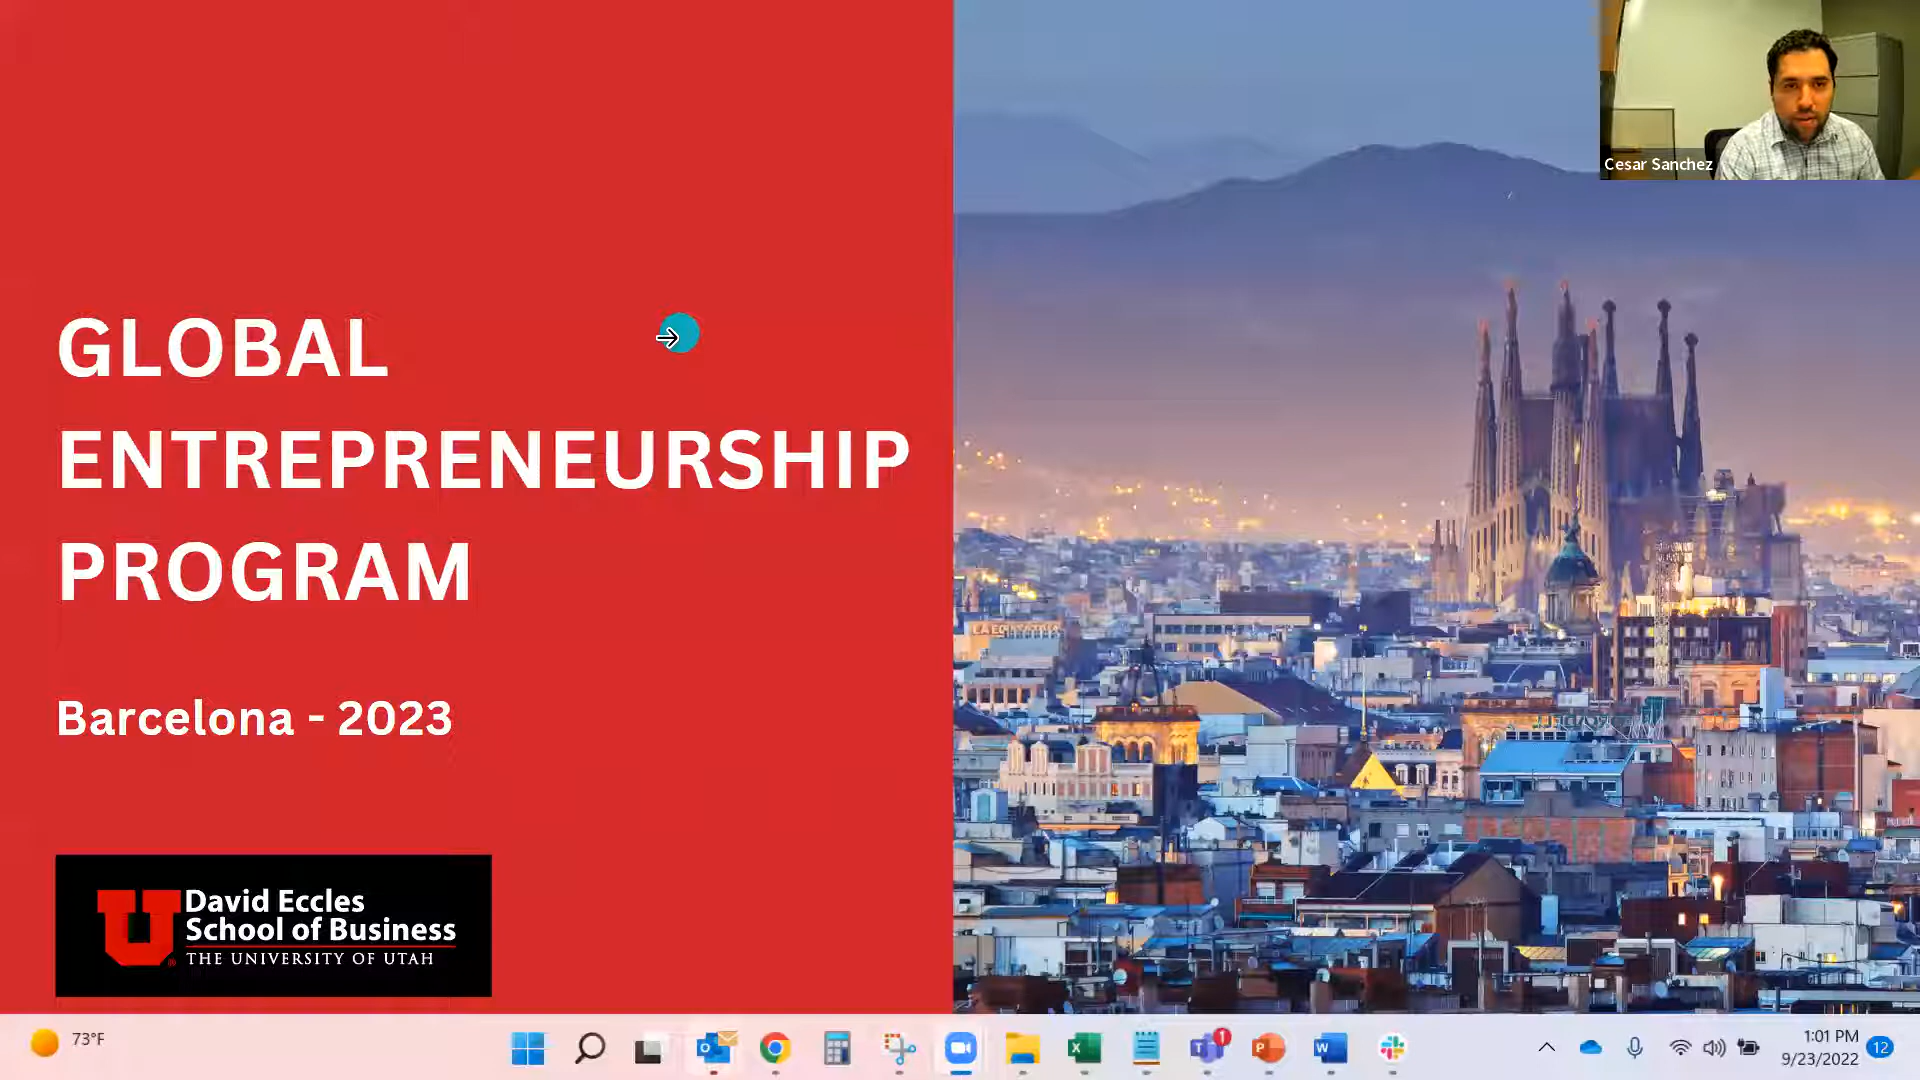 Cesar Sanchez
GLOBAL
ENTREPRENEURSHIP
PROGRAM
Barcelona - 2023
U
David Eccles
School of Business
THE UNIVERSITY OF UTAH
73°F
1
1:01 PM
9/23/2022
12